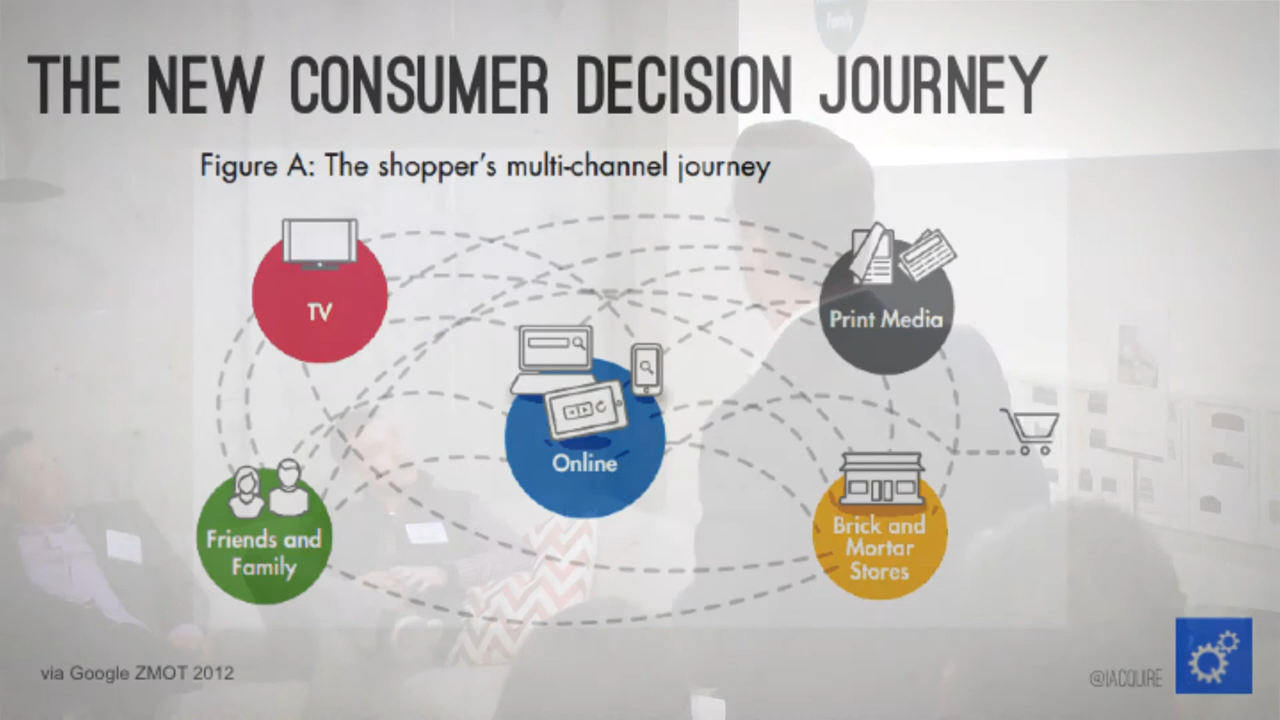 THE NEW CONSUMER DECISION JOURNEY
Figure A: The shopper's multi-channel journey
TV
Print Media
Online
Friends and
Family
Brick and
Mortar
Stores
via Google ZMOT 2012
@IACQUIRE
Family